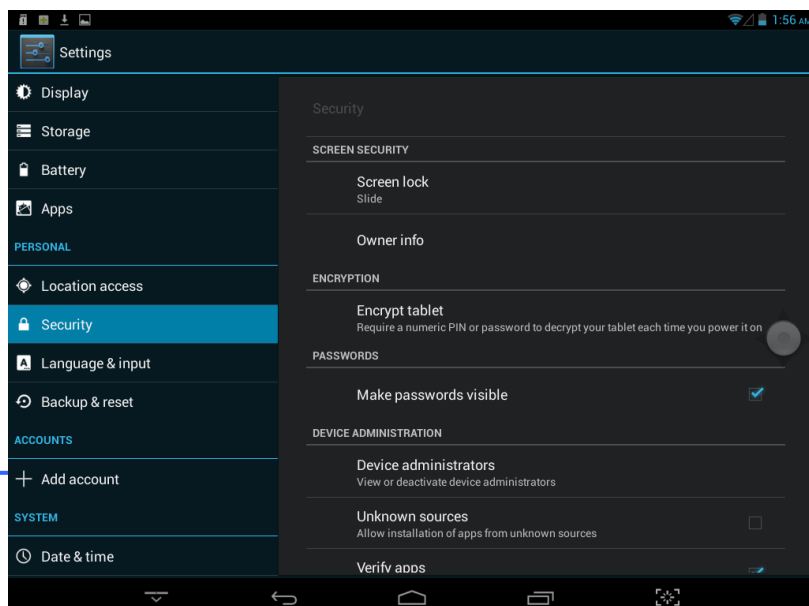 1:56 AM
Settings
Display
Storage
Battery
Apps
PERSONAL
Location access
Security
Language & input
Backup & reset
ACCOUNTS
Add account
SYSTEM
Date & time
Security
SCREEN SECURITY
Screen lock
Slide
Owner info
ENCRYPTION
Encrypt tablet
Require a numeric PIN or password to decrypt your tablet each time you power it on
PASSWORDS
Make passwords visible
DEVICE ADMINISTRATION
Device administrators
View or deactivate device administrators
Unknown sources
Allow installation of apps from unknown sources
Verify apps